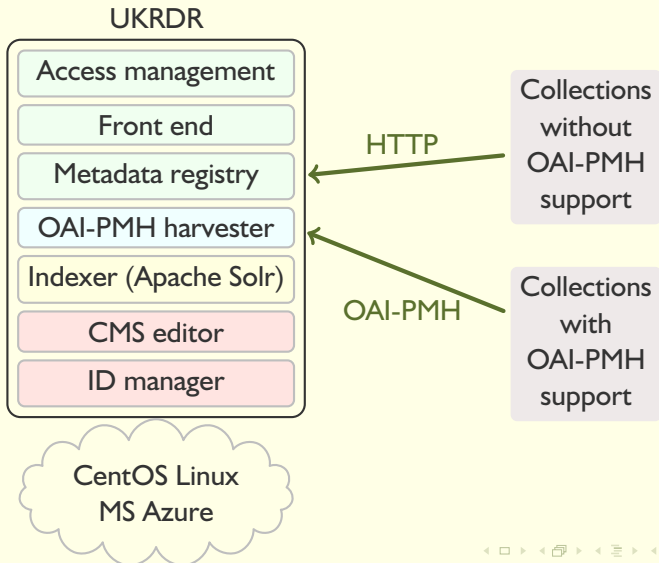 UKRDR
Access management
Front end
Metadata registry
OAI-PMH harvester
Indexer (Apache Solr)
CMS editor
ID manager
CentOS Linux
MS Azure
HTTP
OAI-PMH
Collections
without
OAI-PMH
support
Collections
with
OAI-PMH
support